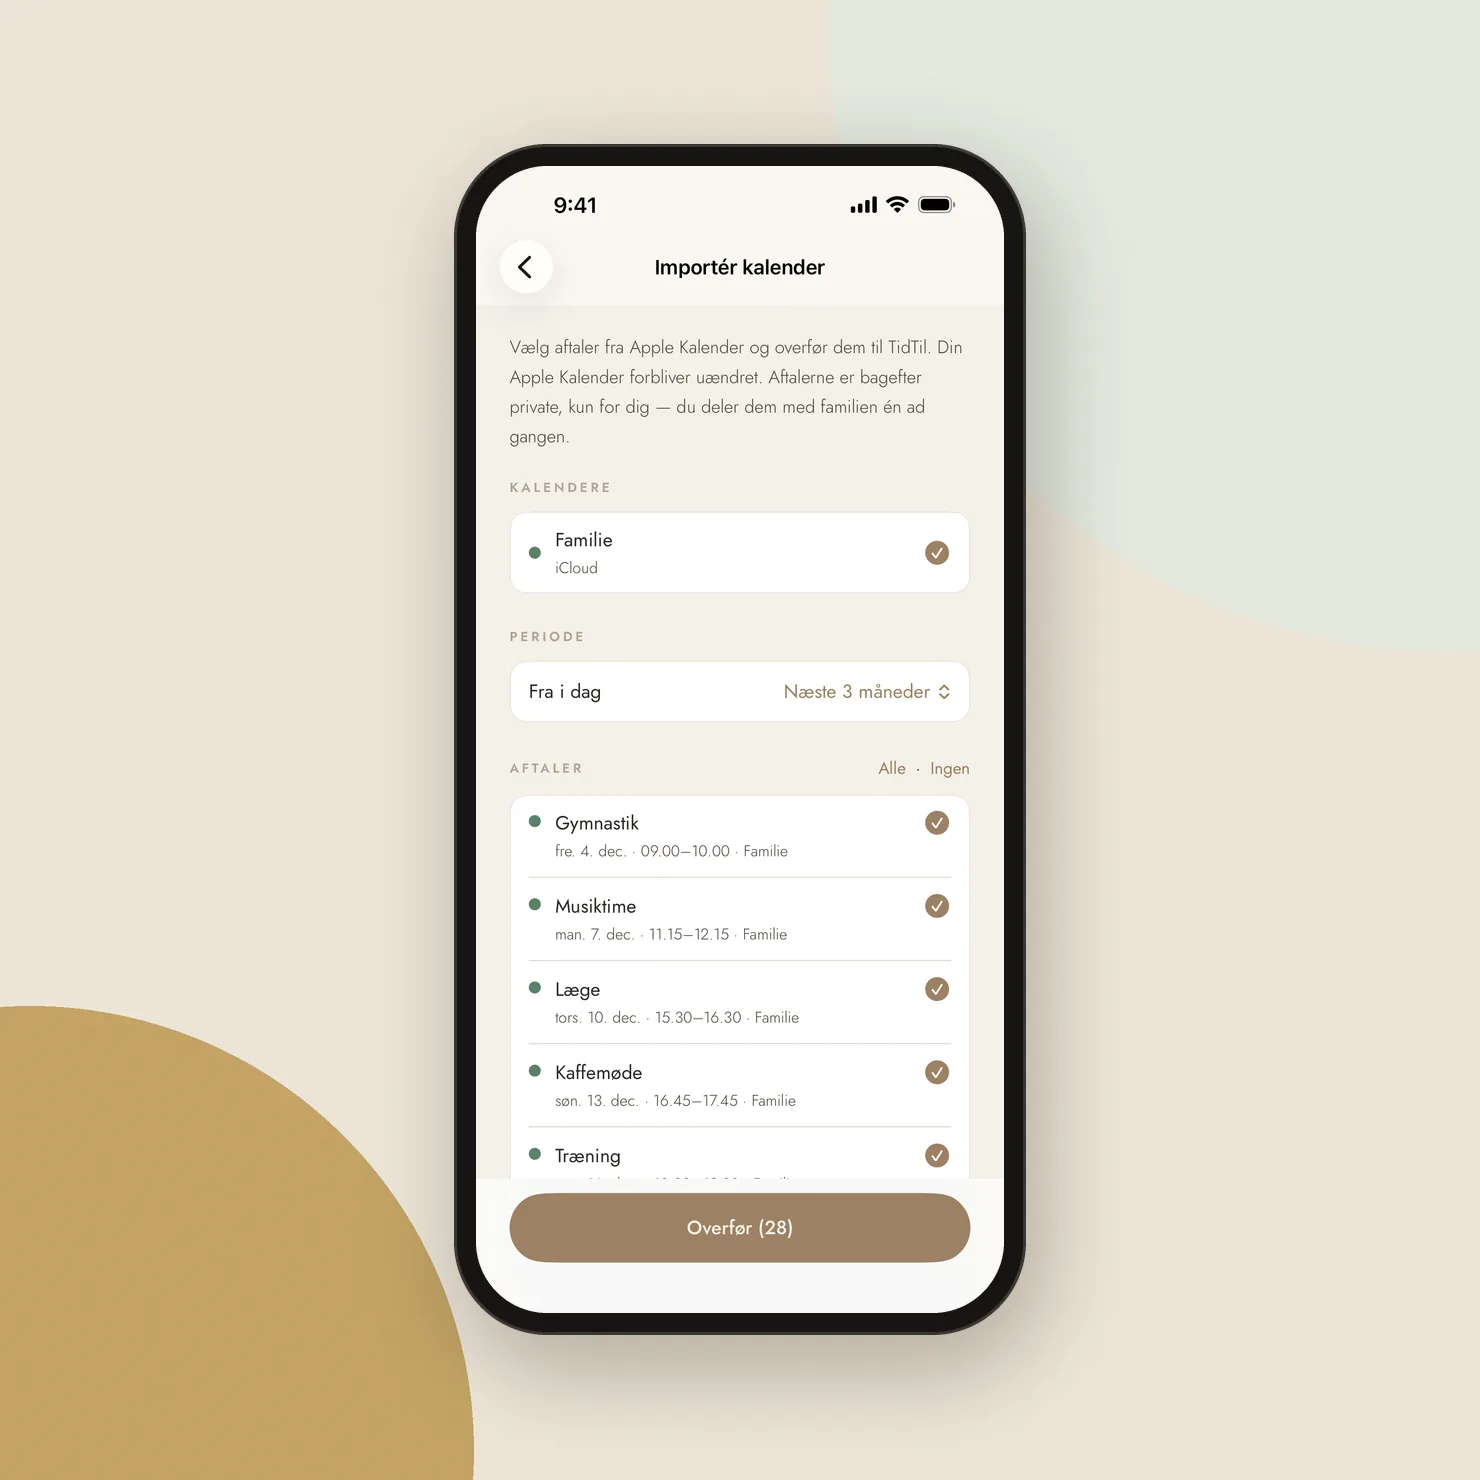 9:41
Importér kalender
Vælg aftaler fra Apple Kalender og overfør dem til TidTil. Din
Apple Kalender forbliver uændret. Aftalerne er bagefter
private, kun for dig — du deler dem med familien én ad
gangen.
KALENDERE
Familie
iCloud
PERIODE
Fra i dag Næste 3 måneder
AFTALER Alle · Ingen
Gymnastik
fre. 4. dec. · 09.00–10.00 · Familie
Musiktime
man. 7. dec. · 11.15–12.15 · Familie
Læge
tors. 10. dec. · 15.30–16.30 · Familie
Kaffemøde
søn. 13. dec. · 16.45–17.45 · Familie
Træning
Overfør (28)